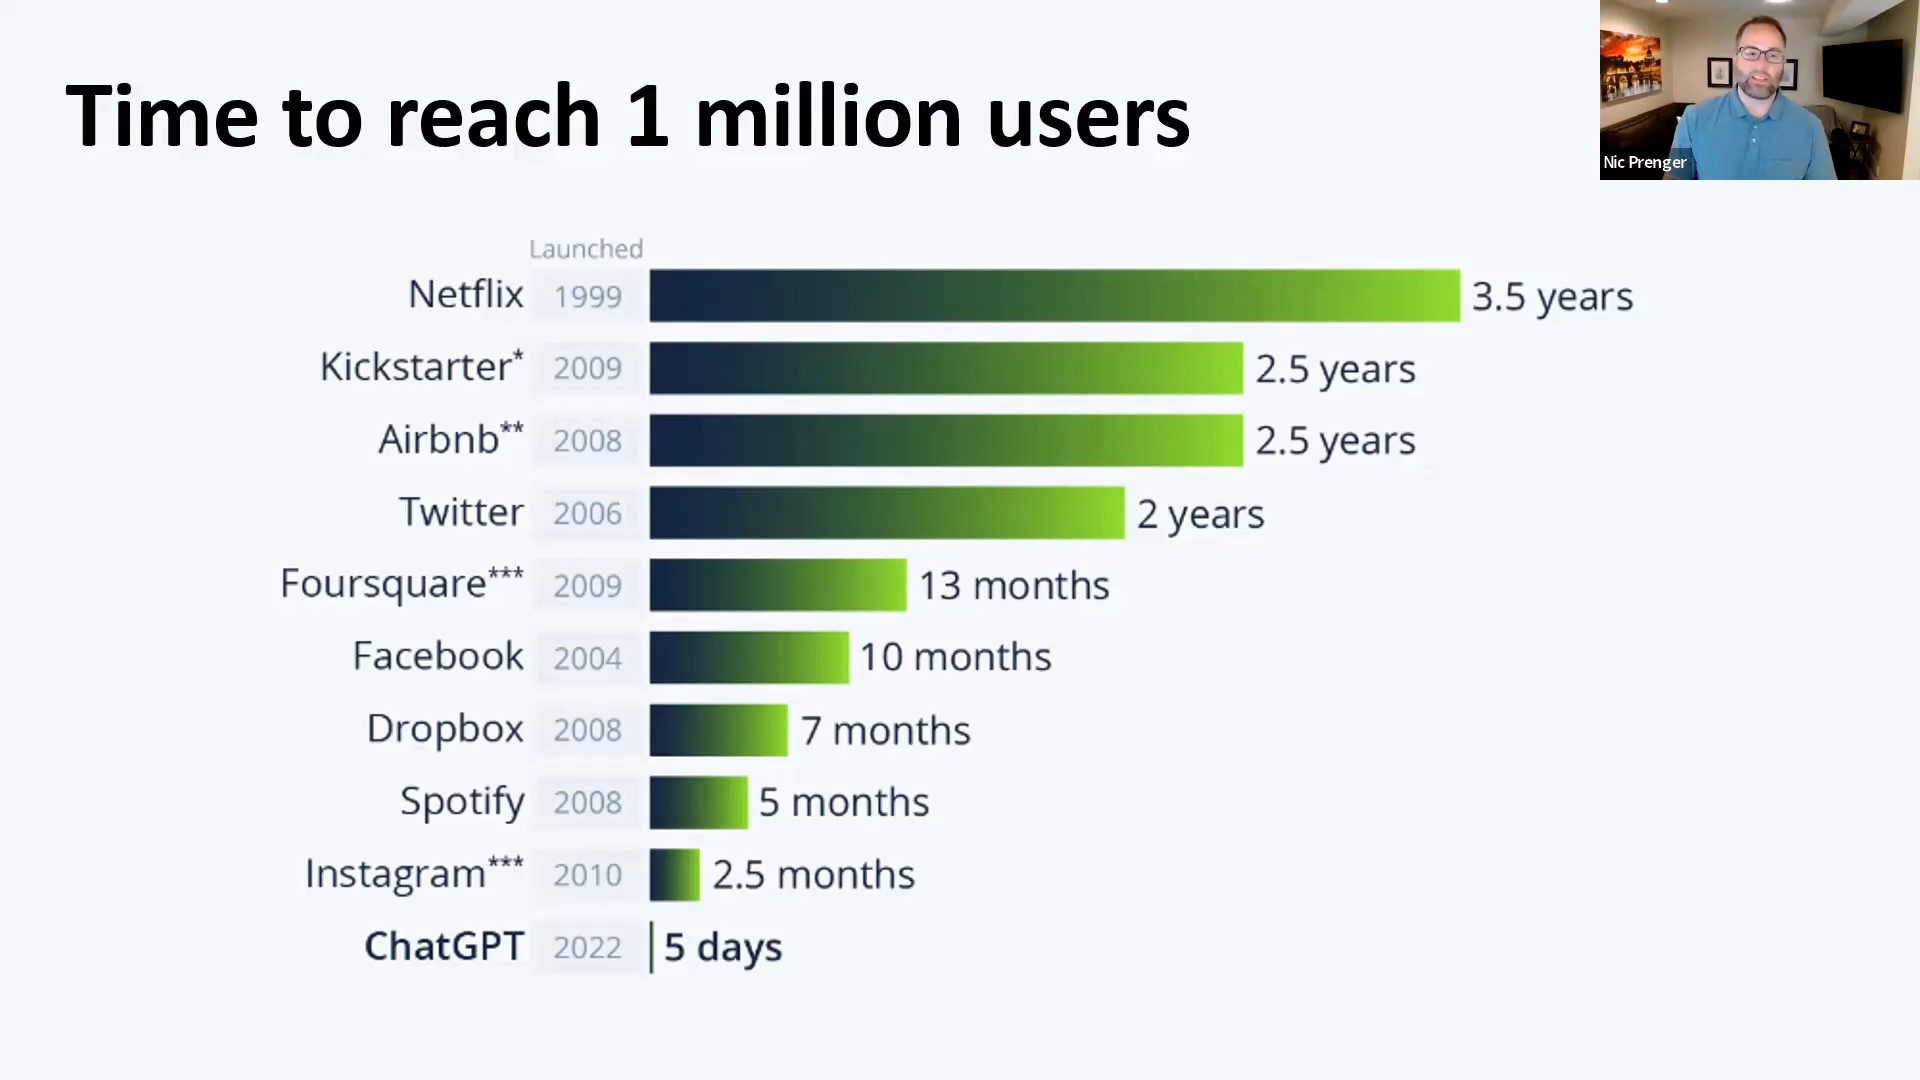 Time to reach 1 million users
Nic Prenger
Launched
Netflix 1999 3.5 years
Kickstarter* 2009 2.5 years
Airbnb** 2008 2.5 years
Twitter 2006 2 years
Foursquare*** 2009 13 months
Facebook 2004 10 months
Dropbox 2008 7 months
Spotify 2008 5 months
Instagram*** 2010 2.5 months
ChatGPT 2022 5 days